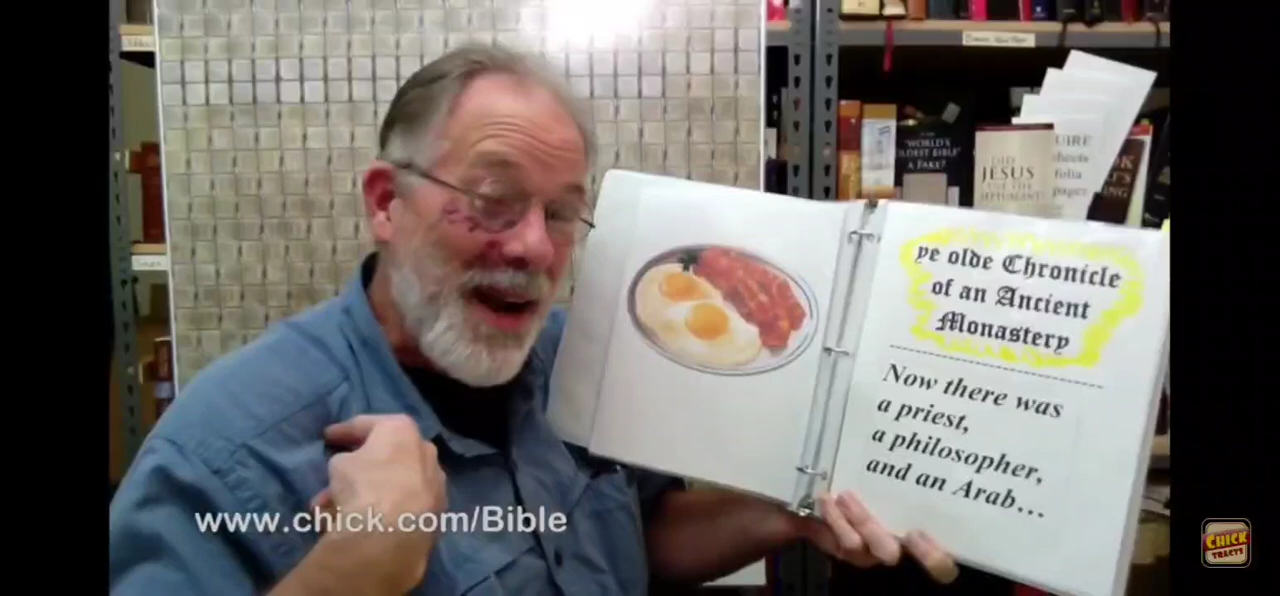 "WORLD'S
OLDEST BIBLE"
A FAKE?
DID
JESUS
USE THE
SEPTUAGINT?
ye olde Chronicle
of an Ancient
Monastery
Now there was
a priest,
a philosopher,
and an Arab...
www.chick.com/Bible
CHICK
TRACTS